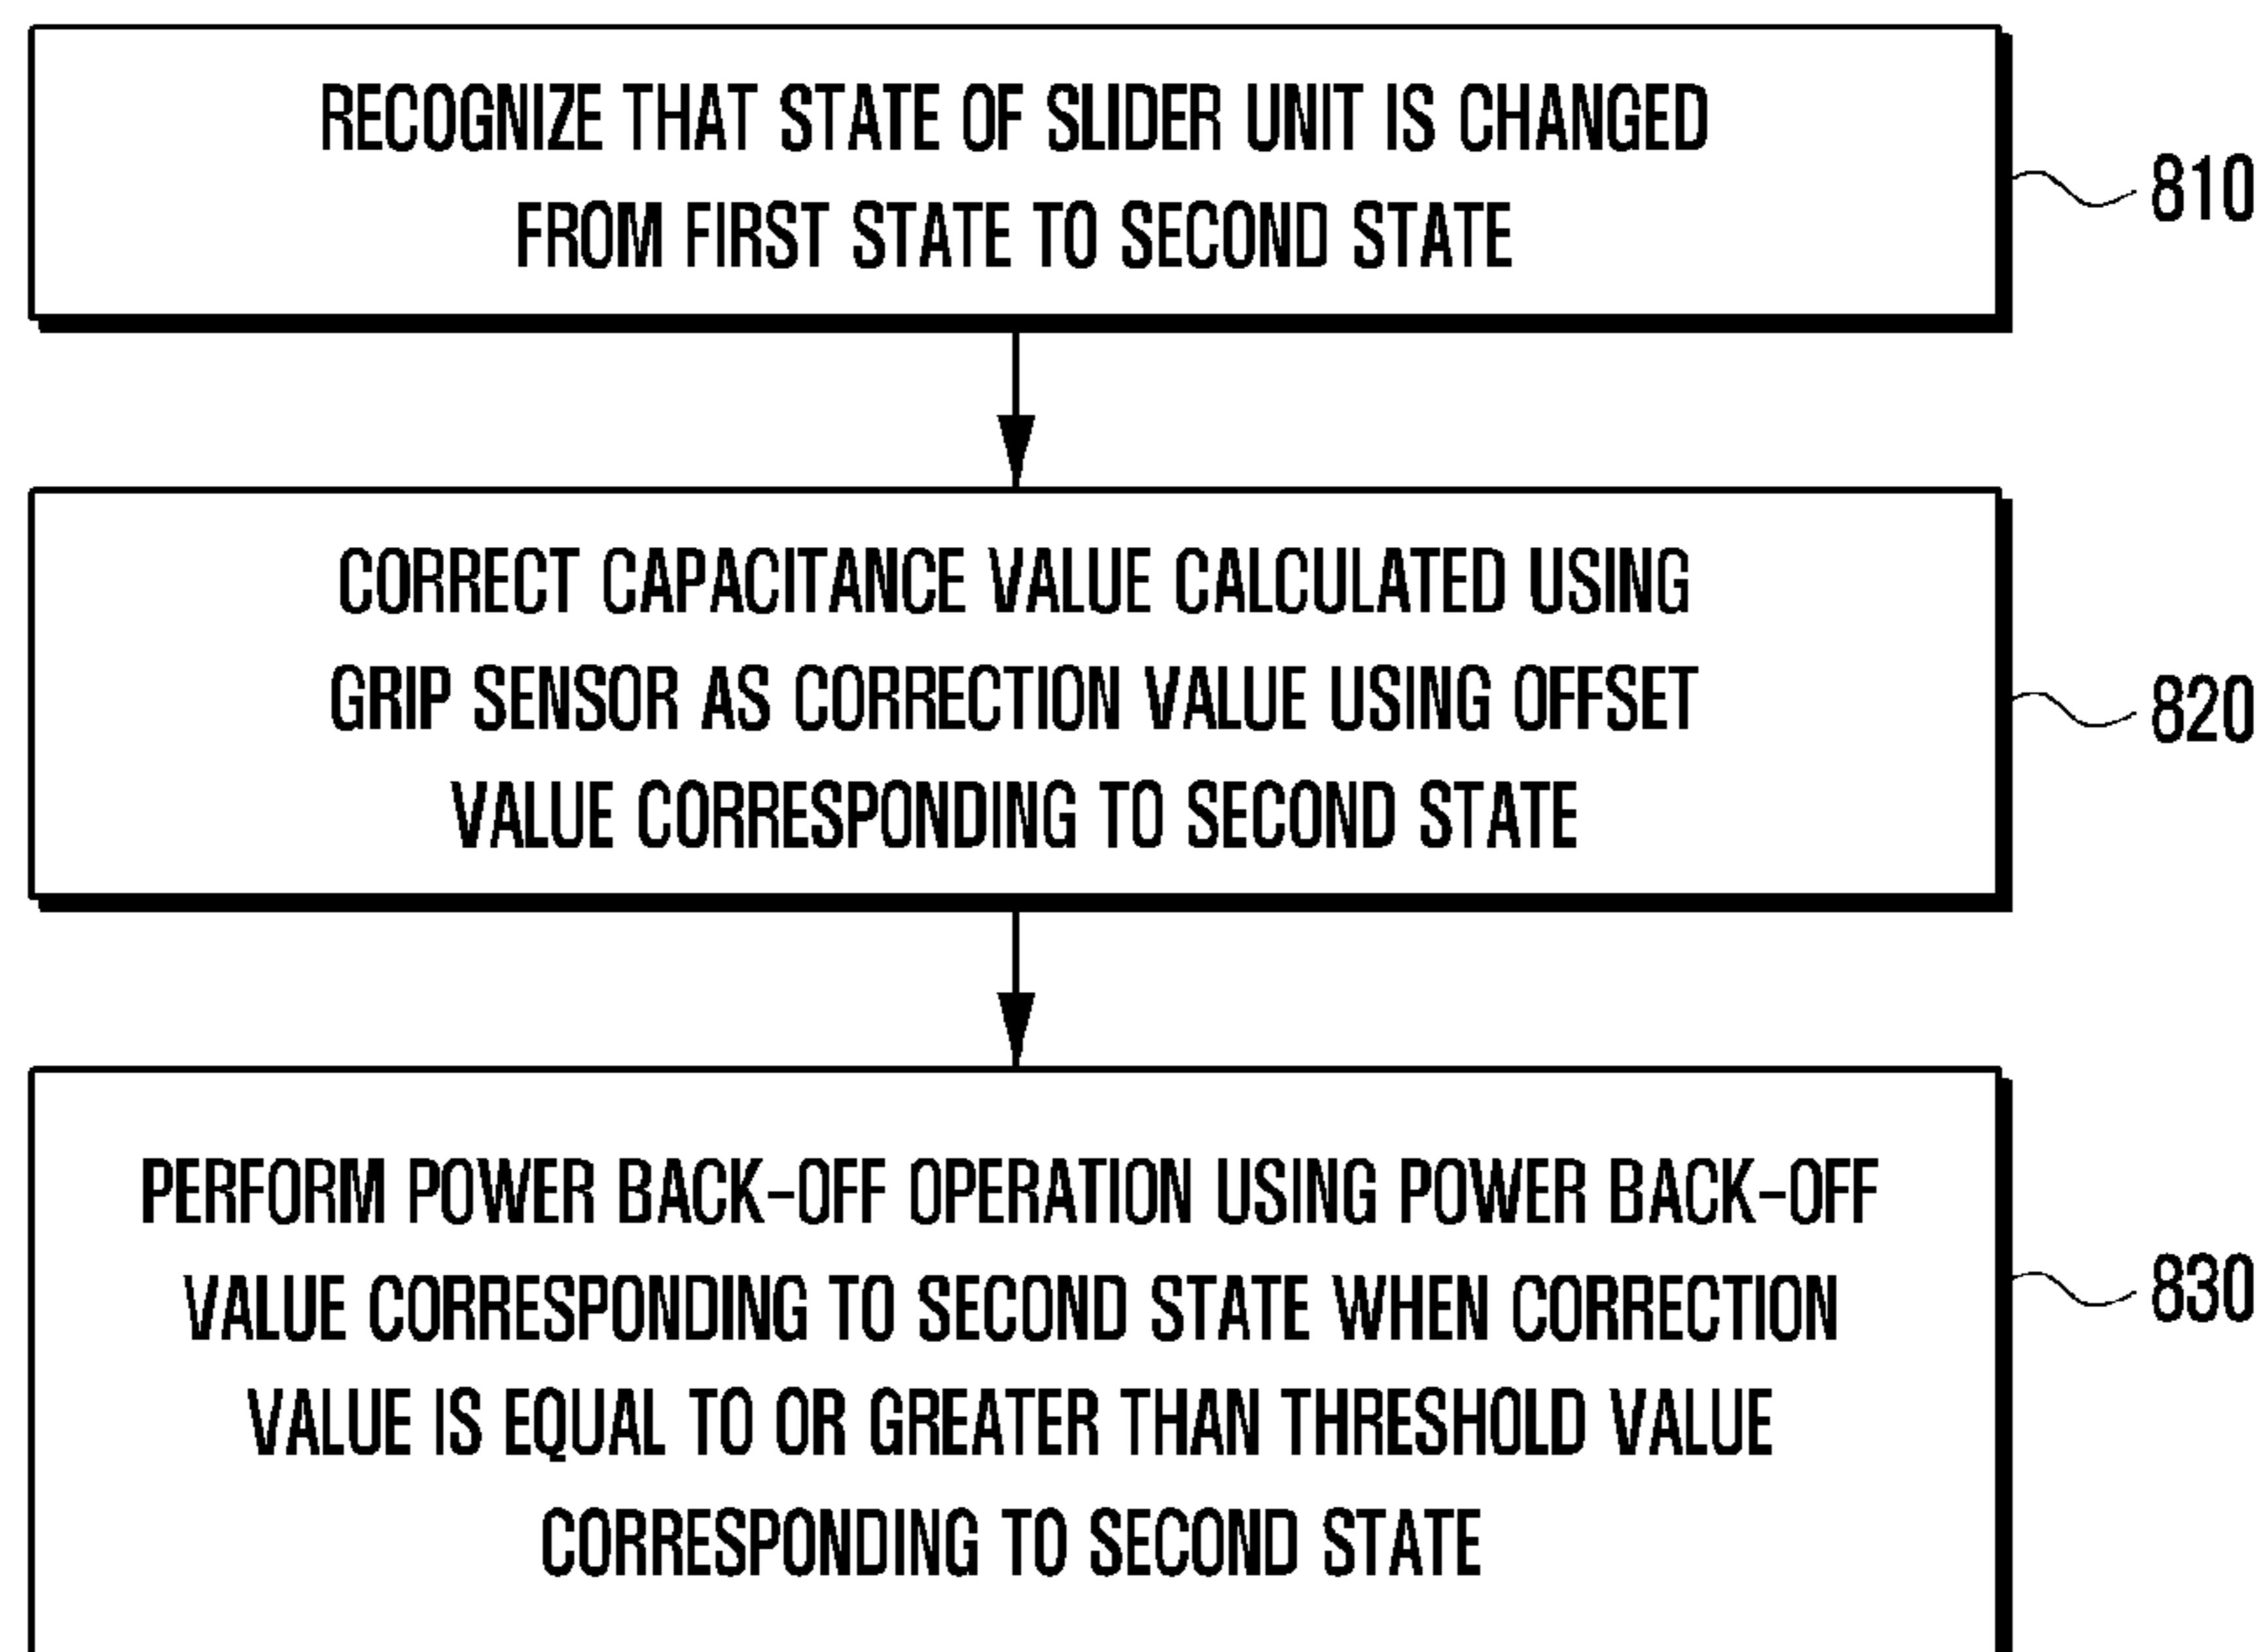 RECOGNIZE THAT STATE OF SLIDER UNIT IS CHANGED
FROM FIRST STATE TO SECOND STATE
810
CORRECT CAPACITANCE VALUE CALCULATED USING
GRIP SENSOR AS CORRECTION VALUE USING OFFSET
VALUE CORRESPONDING TO SECOND STATE
820
PERFORM POWER BACK-OFF OPERATION USING POWER BACK-OFF
VALUE CORRESPONDING TO SECOND STATE WHEN CORRECTION
VALUE IS EQUAL TO OR GREATER THAN THRESHOLD VALUE
CORRESPONDING TO SECOND STATE
830